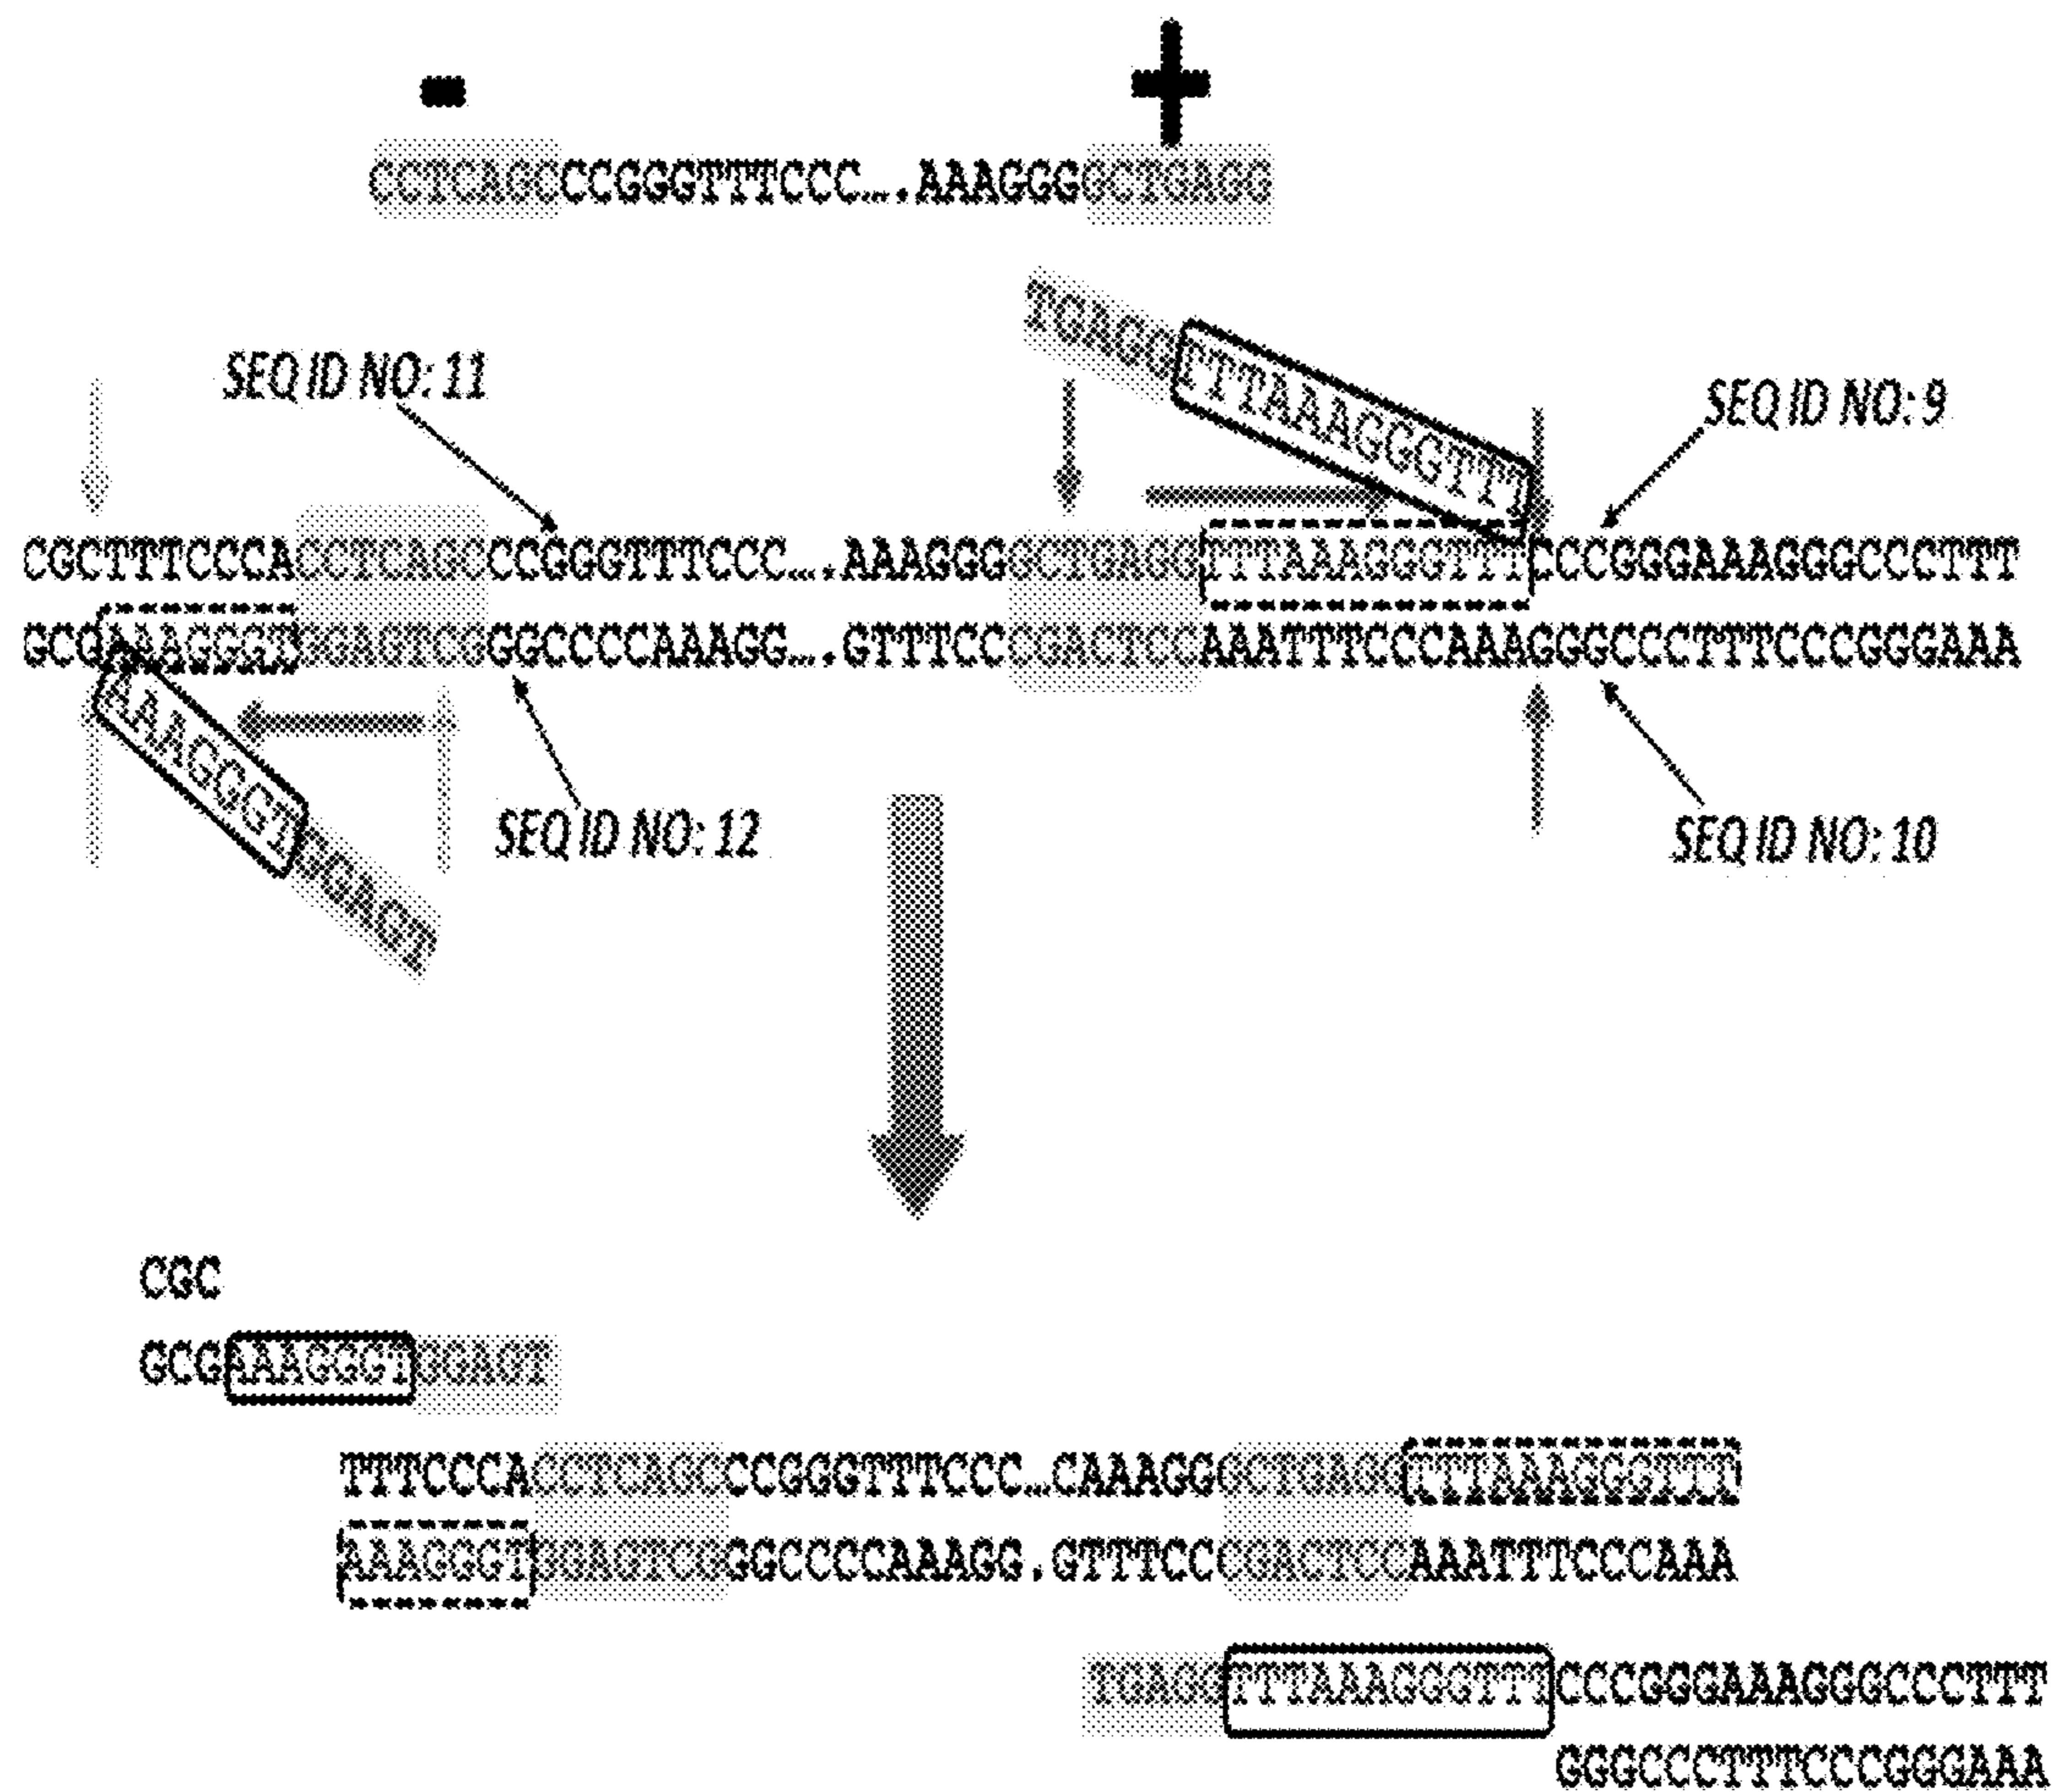 -
+
CCTCAGCCCGGGTTTCCC....AAAGGGGCTGAGG
TGAGGTTTAAAGGGTTT
SEQ ID NO: 11
SEQ ID NO: 9
CGCTTTCCCACCTCAGCCCGGGTTTCCC....AAAGGGGCTGAGGTTTAAAGGGTTTCCCGGGAAAGGGCCCTTT
GCGAAAGGGTGGAGTCGGGCCCCAAAGG....GTTTCCCGACTCCAAATTTCCCAAAGGGCCCTTTCCCGGGAAA
AAAGGGTGGAGT
SEQ ID NO: 12
SEQ ID NO: 10
CGC
GCGAAAGGGTGGAGT
TTTCCCACCTCAGCCCGGGTTTCCC...CAAAGGGCTGAGGTTTAAAGGGTTT
AAAGGGTGGAGTCGGGCCCCAAAGG.GTTTCCCGACTCCAAATTTCCCAAA
TGAGGTTTAAAGGGTTTCCCGGGAAAGGGCCCTTT
GGGCCCTTTCCCGGGAAA